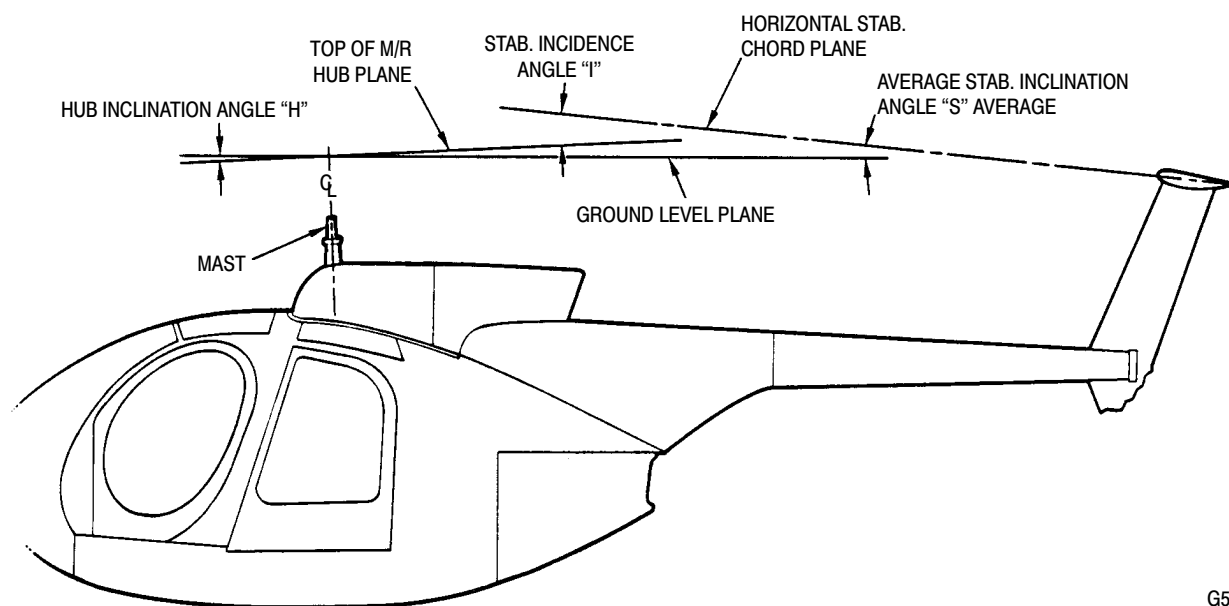 HORIZONTAL STAB.
CHORD PLANE
STAB. INCIDENCE
ANGLE “I”
TOP OF M/R
HUB PLANE
AVERAGE STAB. INCLINATION
ANGLE “S” AVERAGE
HUB INCLINATION ANGLE “H”
CL
GROUND LEVEL PLANE
MAST
G5